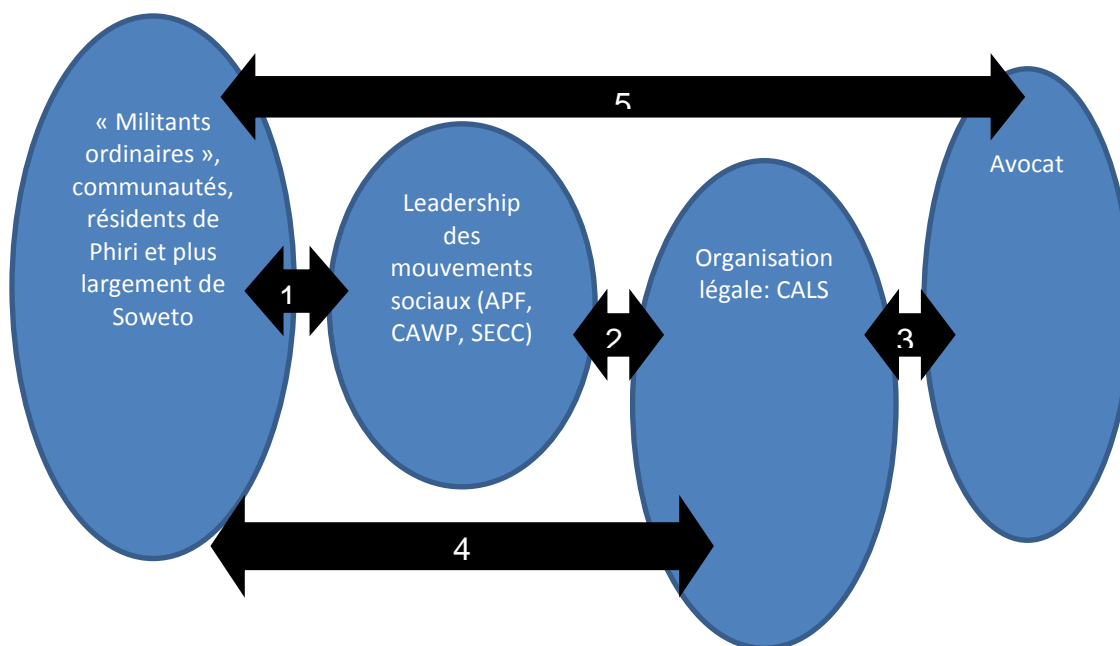 5
« Militants
ordinaires »,
communautés,
résidents de
Phiri et plus
largement de
Soweto
Leadership
des
mouvements
sociaux (APF,
CAWP, SECC)
Organisation
légale: CALS
Avocat
1
2
3
4